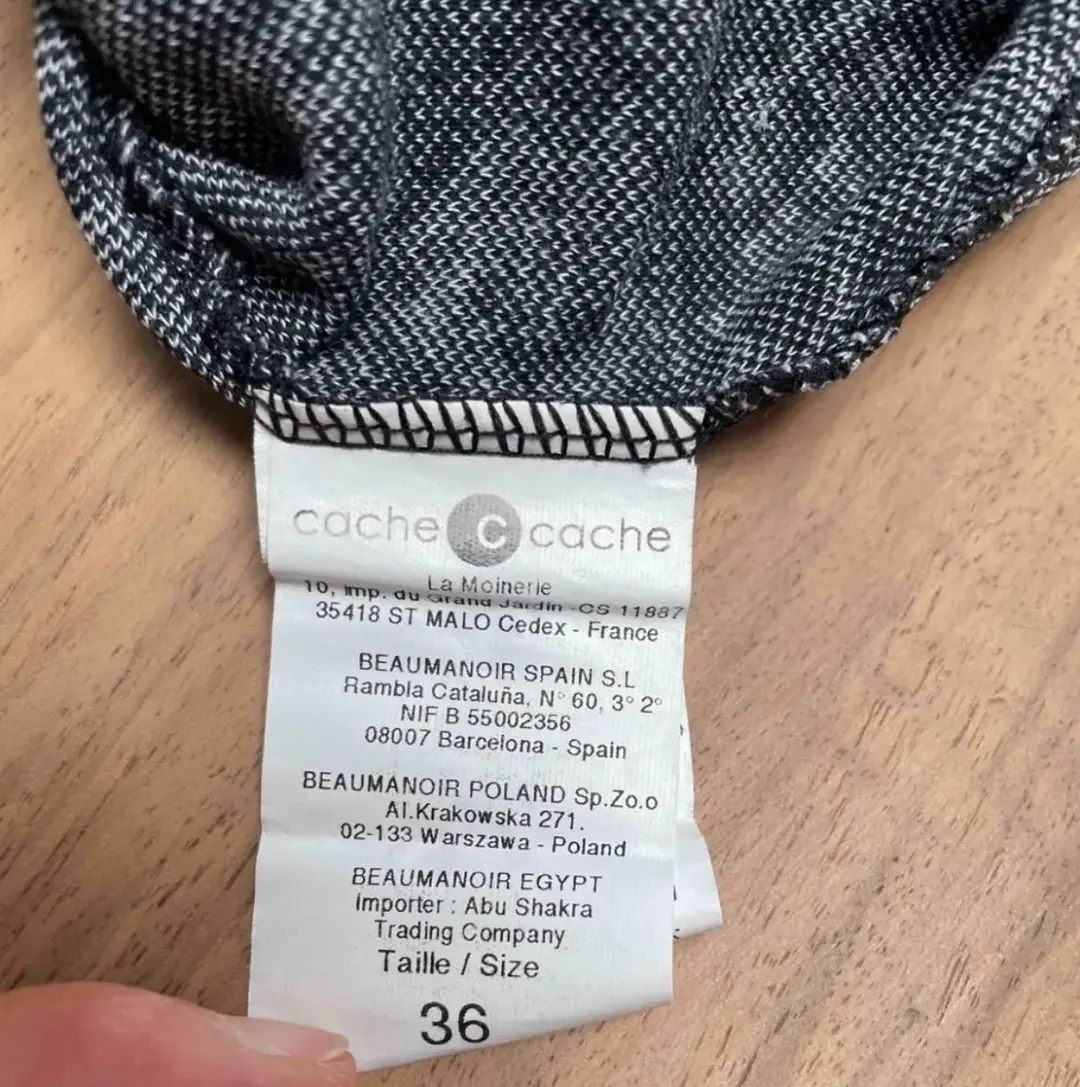 cache c cache
La Moinerie
10, imp. du Grand Jardin - CS 11887
35418 ST MALO Cedex - France
BEAUMANOIR SPAIN S.L
Rambla Cataluña, N° 60, 3° 2°
NIF B 55002356
08007 Barcelona - Spain
BEAUMANOIR POLAND Sp.Zo.o
Al.Krakowska 271.
02-133 Warszawa - Poland
BEAUMANOIR EGYPT
importer : Abu Shakra
Trading Company
Taille / Size
36